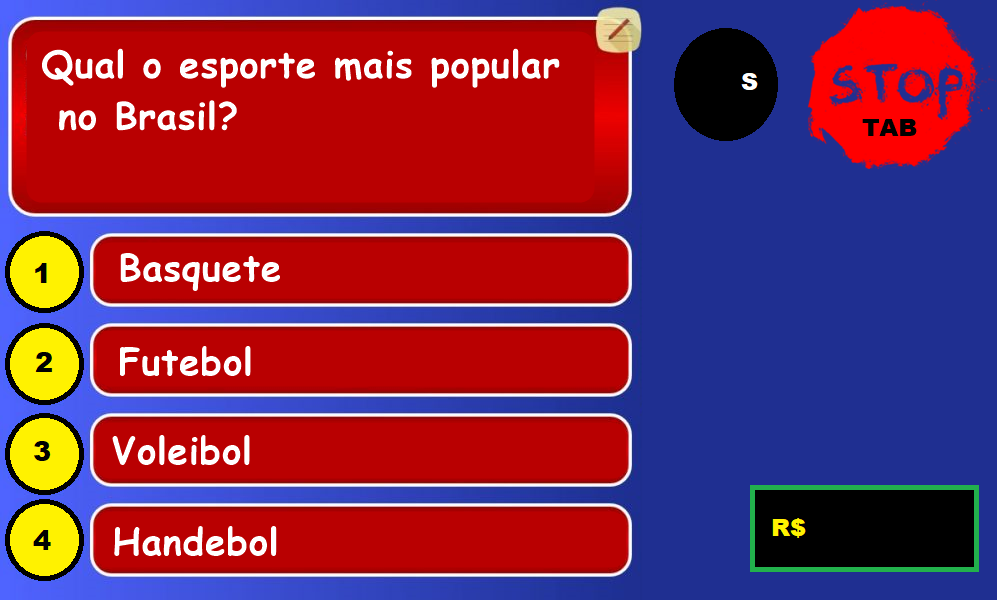 Qual o esporte mais popular
no Brasil?
S
STOP
TAB
1
Basquete
2
Futebol
3
Voleibol
4
Handebol
R$